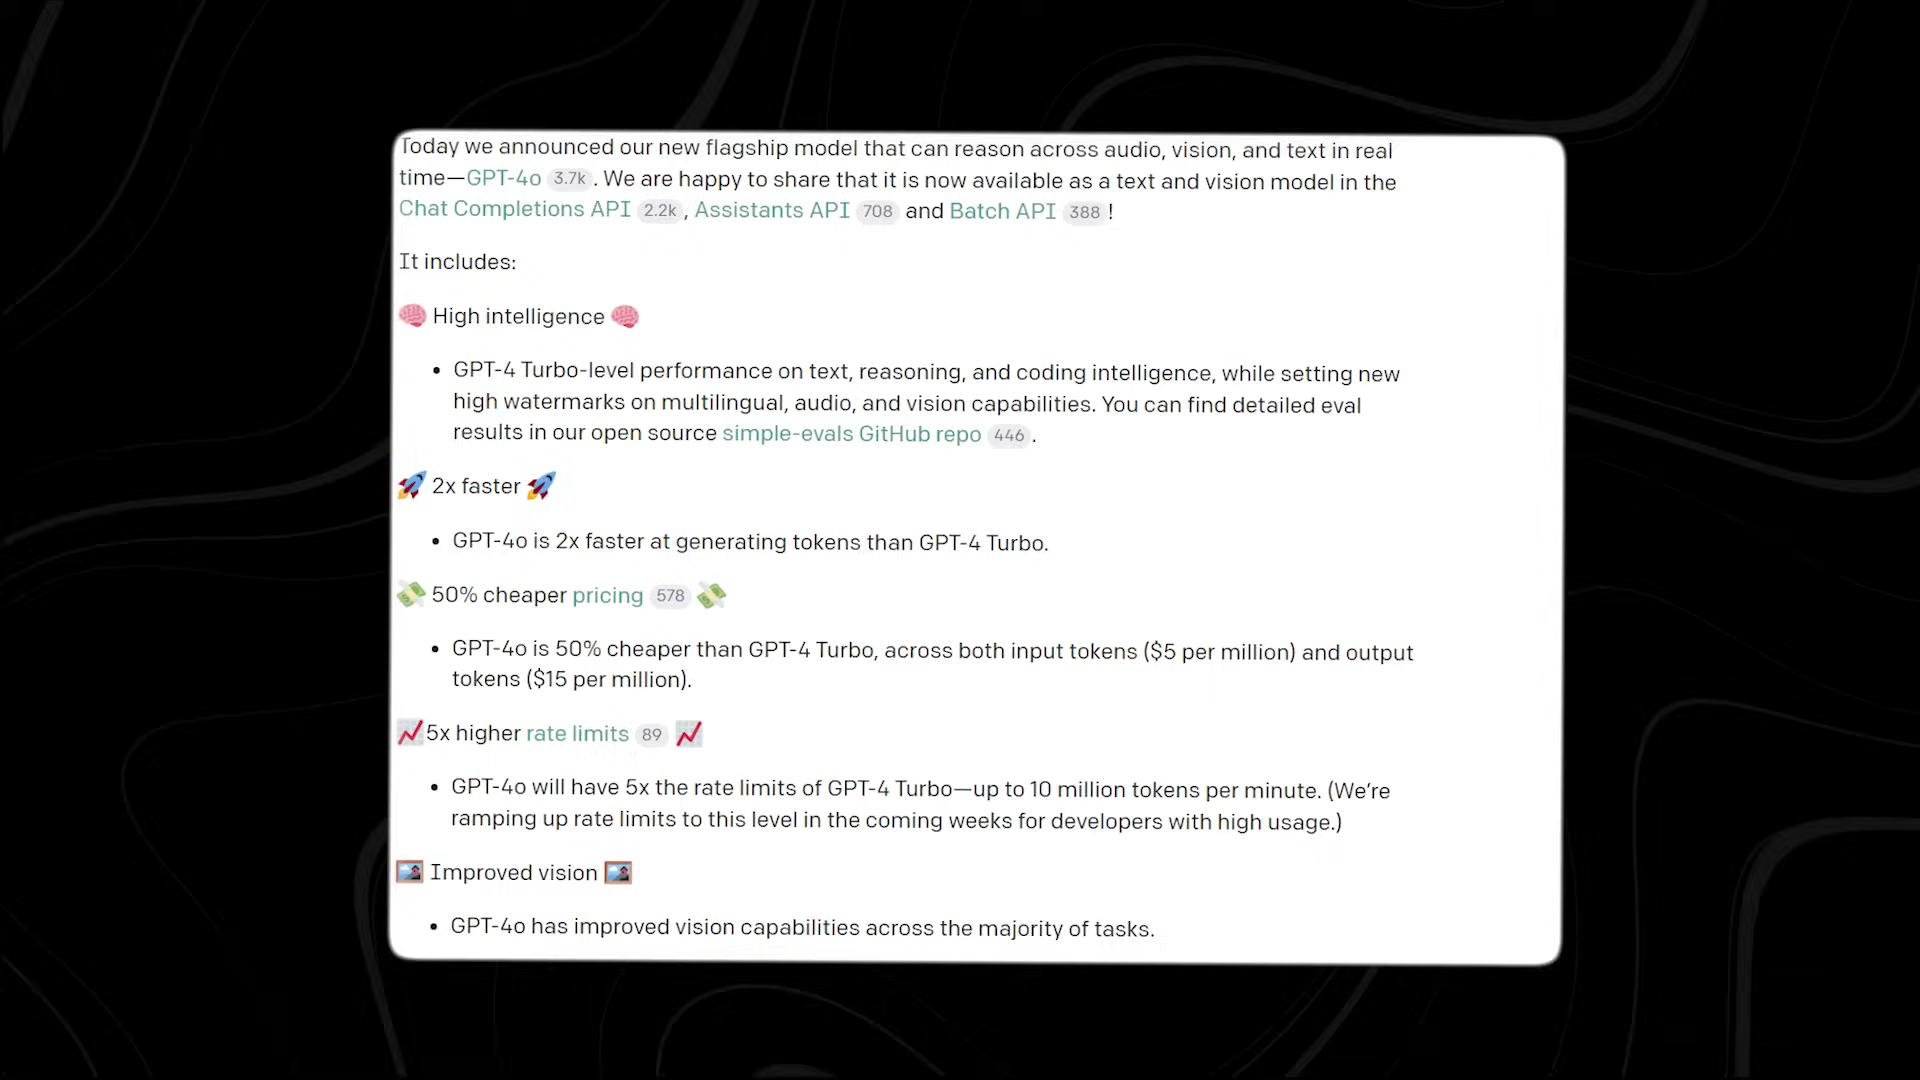 Today we announced our new flagship model that can reason across audio, vision, and text in real
time—GPT-4o 3.7k . We are happy to share that it is now available as a text and vision model in the
Chat Completions API 2.2k , Assistants API 708 and Batch API 388 !
It includes:
🧠 High intelligence 🧠
• GPT-4 Turbo-level performance on text, reasoning, and coding intelligence, while setting new
high watermarks on multilingual, audio, and vision capabilities. You can find detailed eval
results in our open source simple-evals GitHub repo 446 .
🚀 2x faster 🚀
• GPT-4o is 2x faster at generating tokens than GPT-4 Turbo.
💸 50% cheaper pricing 578 💸
• GPT-4o is 50% cheaper than GPT-4 Turbo, across both input tokens ($5 per million) and output
tokens ($15 per million).
📈5x higher rate limits 89 📈
• GPT-4o will have 5x the rate limits of GPT-4 Turbo—up to 10 million tokens per minute. (We’re
ramping up rate limits to this level in the coming weeks for developers with high usage.)
🖼️ Improved vision 🖼️
• GPT-4o has improved vision capabilities across the majority of tasks.